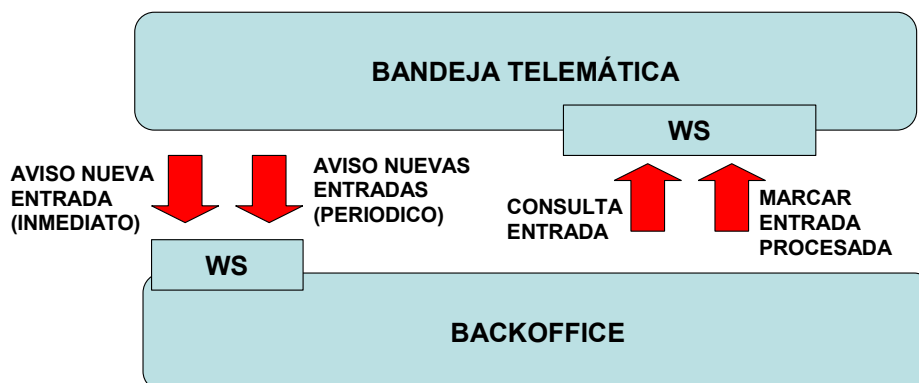 BANDEJA TELEMÁTICA
WS
AVISO NUEVA
ENTRADA
(INMEDIATO)
AVISO NUEVAS
ENTRADAS
(PERIODICO)
CONSULTA
ENTRADA
MARCAR
ENTRADA
PROCESADA
WS
BACKOFFICE